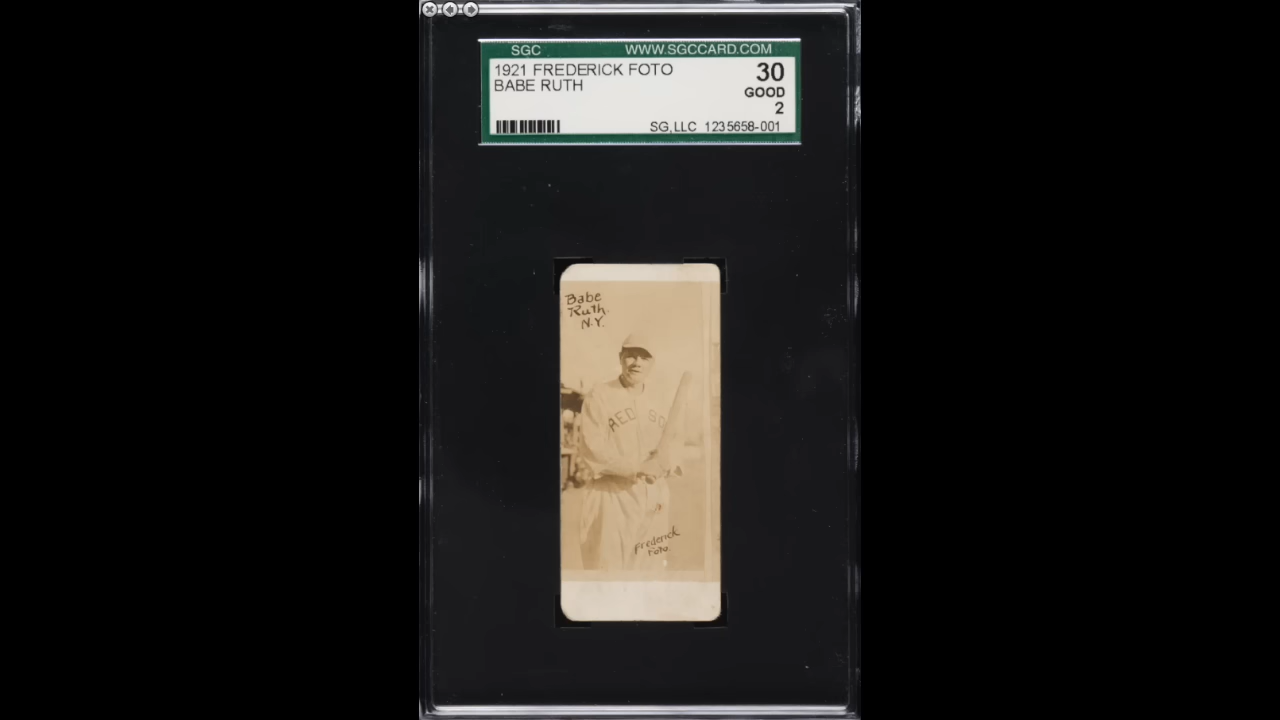 SGC WWW.SGCCARD.COM
1921 FREDERICK FOTO 30
BABE RUTH GOOD
2
SG,LLC 1235658-001
Babe
Ruth.
N.Y.
RED SO
Frederick
Foto.